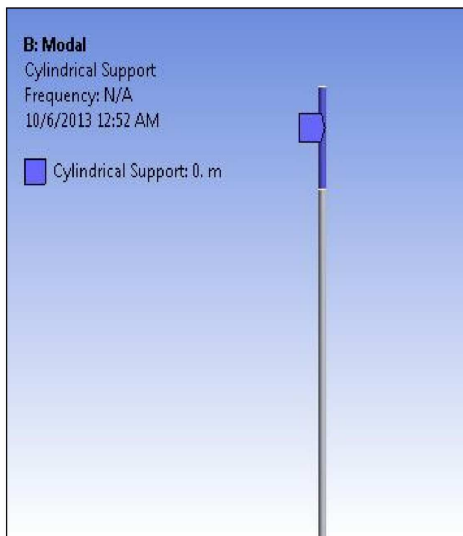 B: Modal
Cylindrical Support
Frequency: N/A
10/6/2013 12:52 AM
Cylindrical Support: 0. m